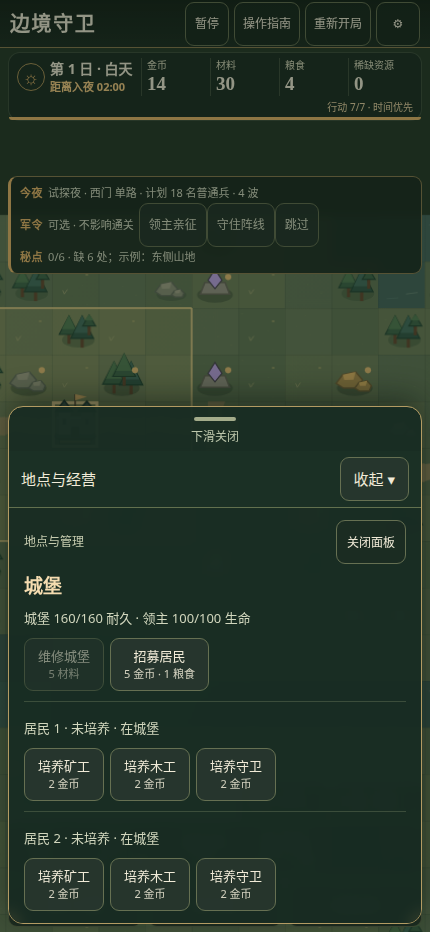 边境守卫 暂停 操作指南 重新开局
第 1 日 · 白天 金币 材料 粮食 稀缺资源
距离入夜 02:00 14 15 4 0
行动 7/7 · 时间优先
今夜 试探夜 · 西门 单路 · 计划 18 名普通兵 · 4 波
军令 可选 · 不影响通关 领主亲征 守住阵线 跳过
秘点 0/6 · 缺 6 处；示例：东侧山地
下滑关闭
地点与经营 收起 ▾
地点与管理 关闭面板
城堡
城堡 160/160 耐久 · 领主 100/100 生命
维修城堡 招募居民
5 材料 5 金币 · 1 粮食
居民 1 · 未培养 · 在城堡
培养矿工 培养木工 培养守卫
2 金币 2 金币 2 金币
居民 2 · 未培养 · 在城堡
培养矿工 培养木工 培养守卫
2 金币 2 金币 2 金币